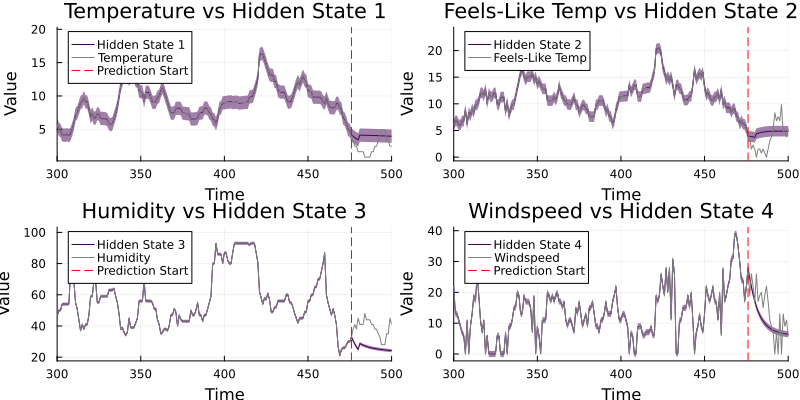 Temperature vs Hidden State 1
20
15
10
5
Value
Hidden State 1
Temperature
Prediction Start
300
350
400
450
500
Time
Feels-Like Temp vs Hidden State 2
20
15
10
5
0
Value
Hidden State 2
Feels-Like Temp
300
350
400
450
500
Time
Humidity vs Hidden State 3
100
80
60
40
20
Value
Hidden State 3
Humidity
Prediction Start
300
350
400
450
500
Time
Windspeed vs Hidden State 4
40
30
20
10
0
Value
Hidden State 4
Windspeed
Prediction Start
300
350
400
450
500
Time